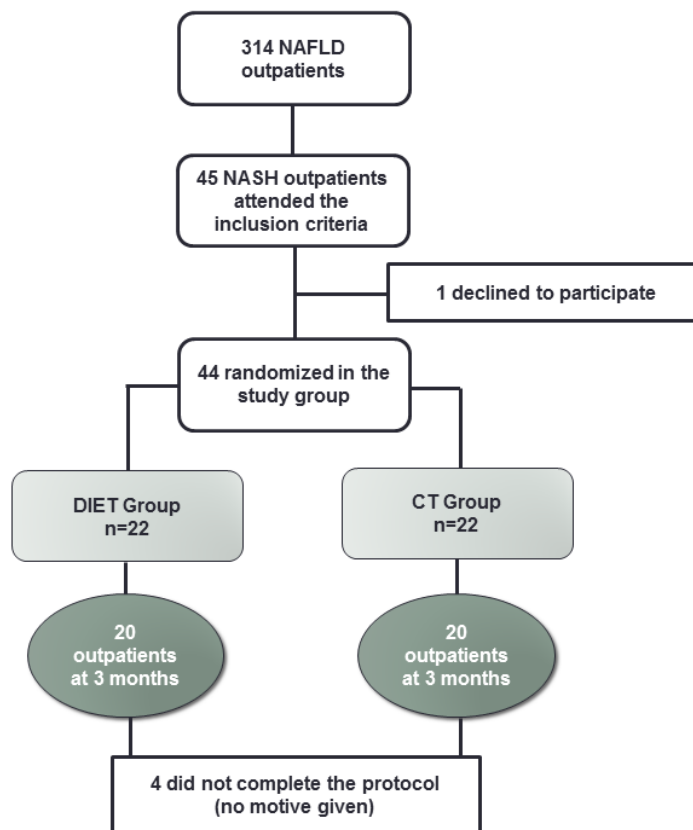 314 NAFLD
outpatients
45 NASH outpatients
attended the
inclusion criteria
1 declined to participate
44 randomized in the
study group
DIET Group
n=22
CT Group
n=22
20
outpatients
at 3 months
20
outpatients
at 3 months
4 did not complete the protocol
(no motive given)